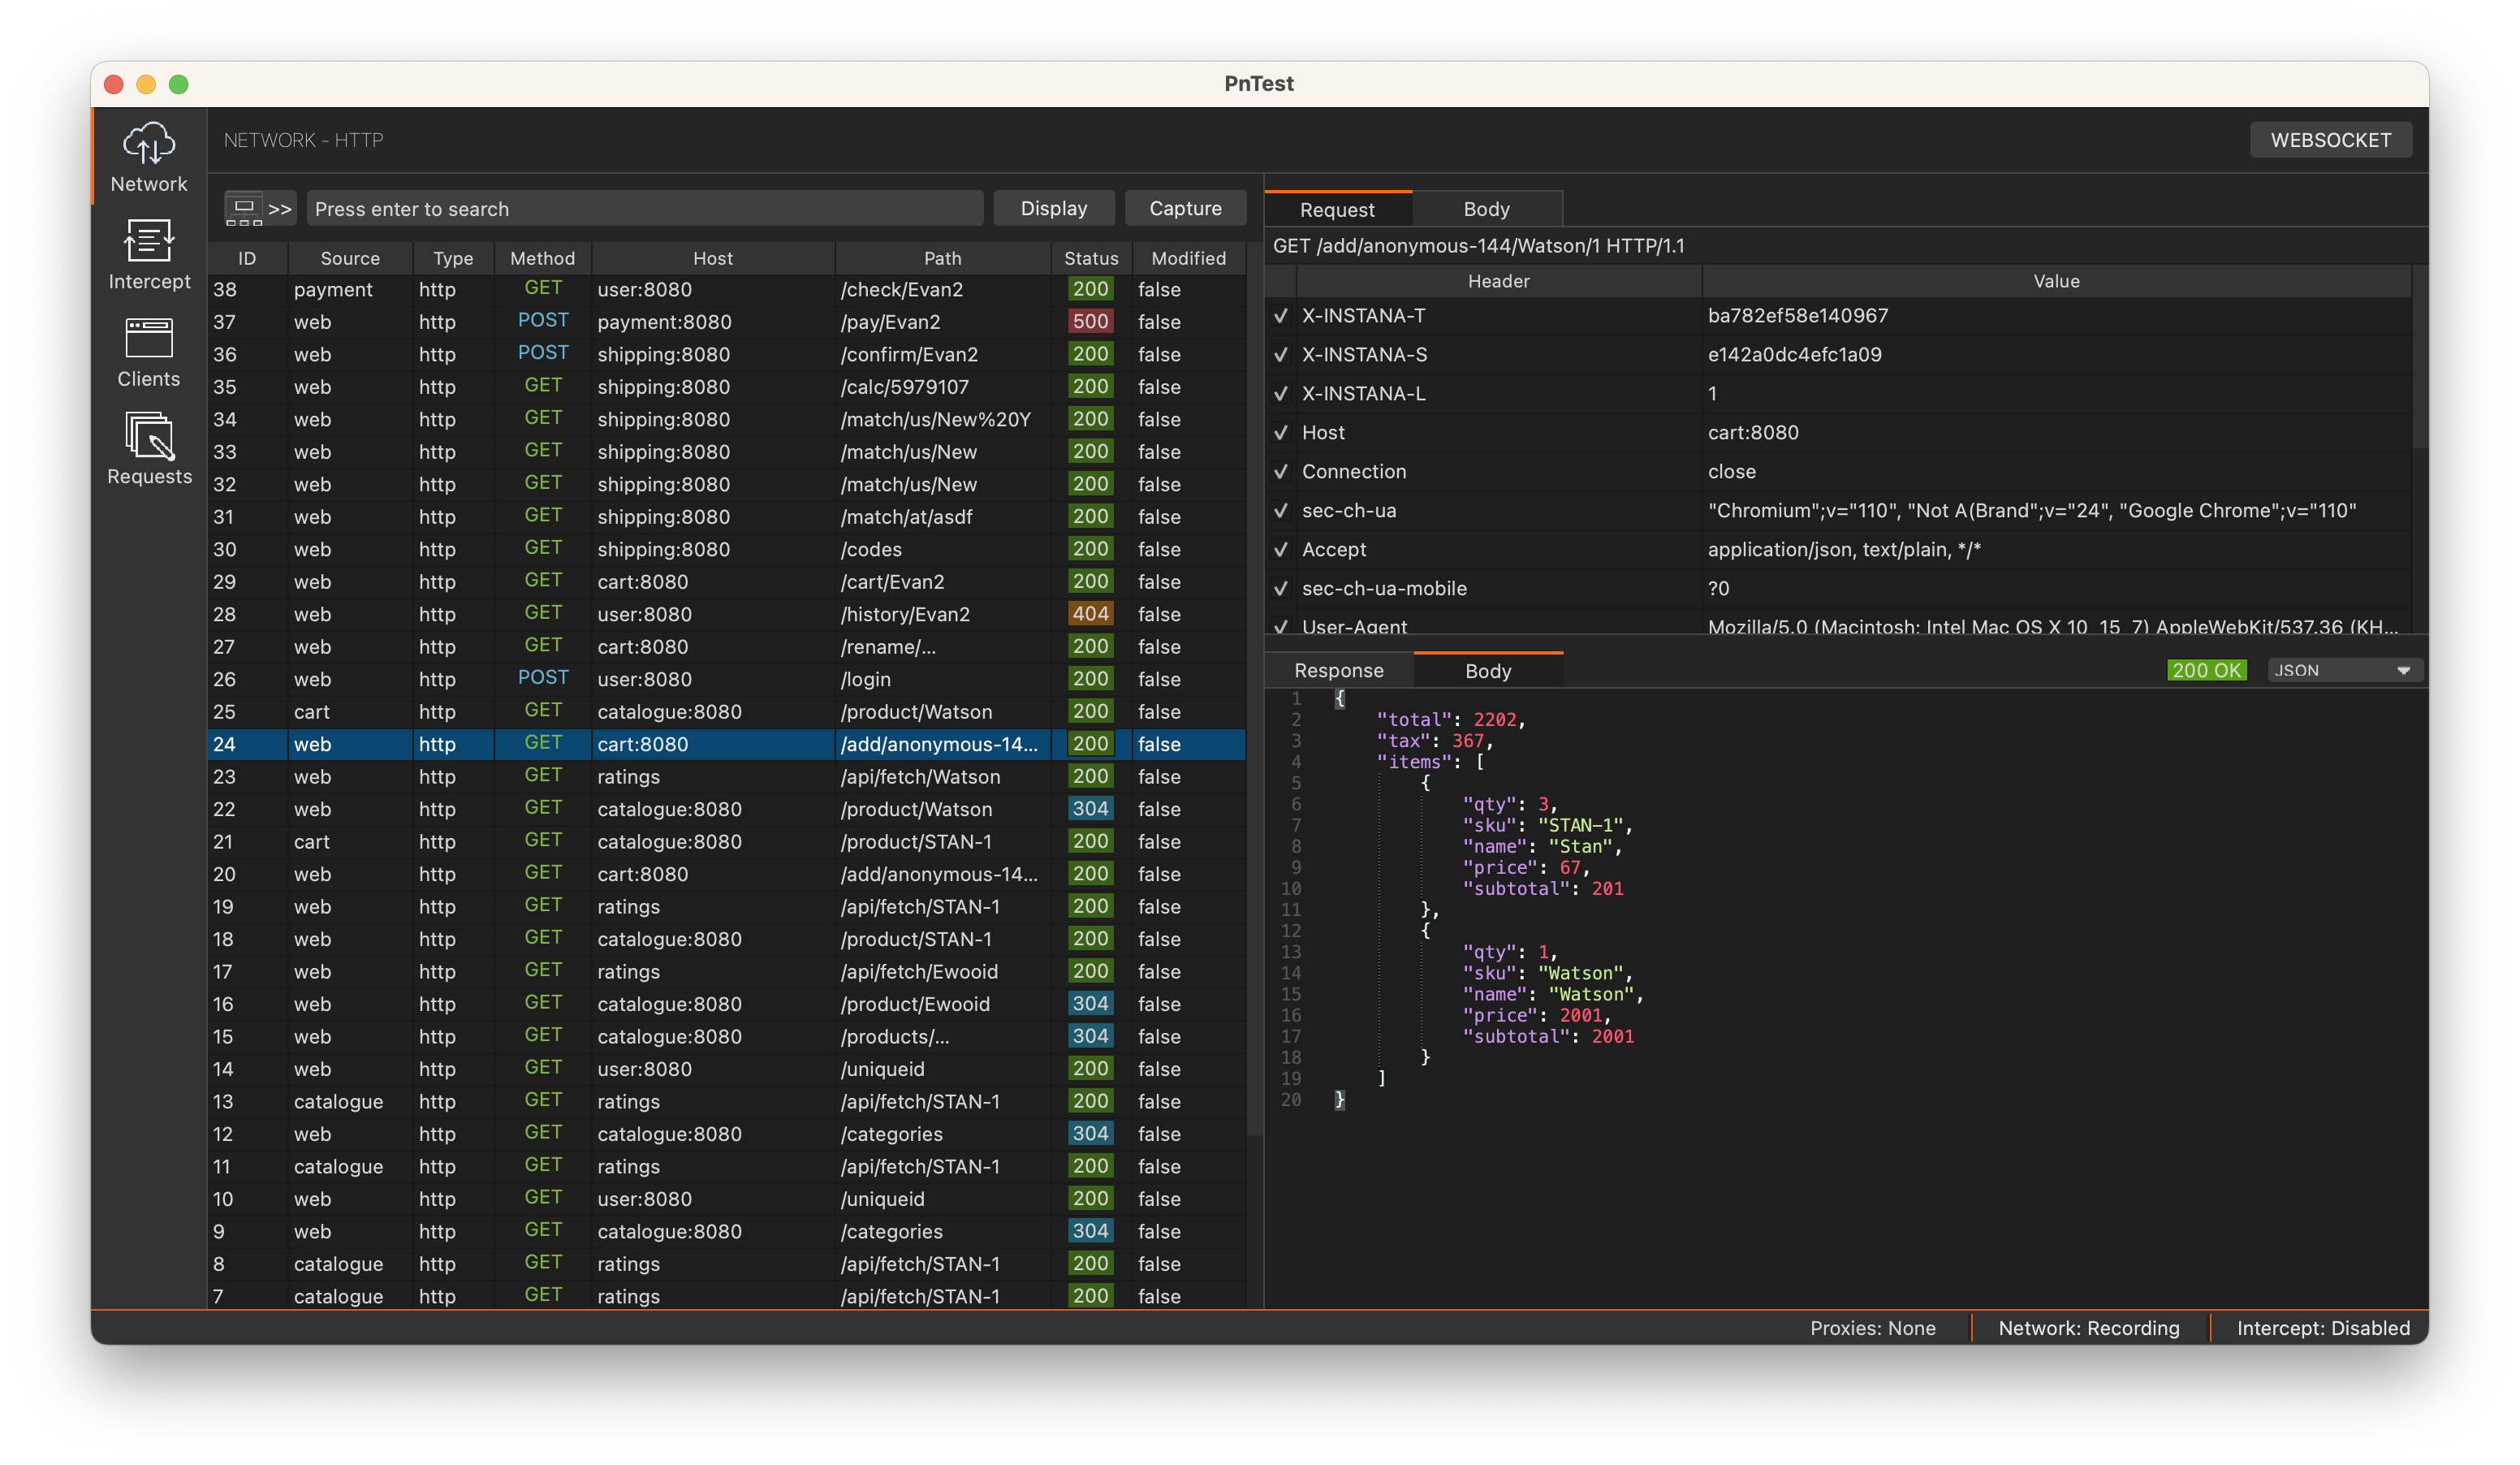 PnTest
Network
Intercept
Clients
Requests
NETWORK - HTTP
WEBSOCKET
>> Press enter to search Display Capture
ID Source Type Method Host Path Status Modified
38 payment http GET user:8080 /check/Evan2 200 false
37 web http POST payment:8080 /pay/Evan2 500 false
36 web http POST shipping:8080 /confirm/Evan2 200 false
35 web http GET shipping:8080 /calc/5979107 200 false
34 web http GET shipping:8080 /match/us/New%20Y 200 false
33 web http GET shipping:8080 /match/us/New 200 false
32 web http GET shipping:8080 /match/us/New 200 false
31 web http GET shipping:8080 /match/at/asdf 200 false
30 web http GET shipping:8080 /codes 200 false
29 web http GET cart:8080 /cart/Evan2 200 false
28 web http GET user:8080 /history/Evan2 404 false
27 web http GET cart:8080 /rename/... 200 false
26 web http POST user:8080 /login 200 false
25 cart http GET catalogue:8080 /product/Watson 200 false
24 web http GET cart:8080 /add/anonymous-14... 200 false
23 web http GET ratings /api/fetch/Watson 200 false
22 web http GET catalogue:8080 /product/Watson 304 false
21 cart http GET catalogue:8080 /product/STAN-1 200 false
20 web http GET cart:8080 /add/anonymous-14... 200 false
19 web http GET ratings /api/fetch/STAN-1 200 false
18 web http GET catalogue:8080 /product/STAN-1 200 false
17 web http GET ratings /api/fetch/Ewooid 200 false
16 web http GET catalogue:8080 /product/Ewooid 304 false
15 web http GET catalogue:8080 /products/... 304 false
14 web http GET user:8080 /uniqueid 200 false
13 catalogue http GET ratings /api/fetch/STAN-1 200 false
12 web http GET catalogue:8080 /categories 304 false
11 catalogue http GET ratings /api/fetch/STAN-1 200 false
10 web http GET user:8080 /uniqueid 200 false
9 web http GET catalogue:8080 /categories 304 false
8 catalogue http GET ratings /api/fetch/STAN-1 200 false
7 catalogue http GET ratings /api/fetch/STAN-1 200 false
Request Body
GET /add/anonymous-144/Watson/1 HTTP/1.1
Header Value
X-INSTANA-T ba782ef58e140967
X-INSTANA-S e142a0dc4efc1a09
X-INSTANA-L 1
Host cart:8080
Connection close
sec-ch-ua "Chromium";v="110", "Not A(Brand";v="24", "Google Chrome";v="110"
Accept application/json, text/plain, */*
sec-ch-ua-mobile ?0
User-Agent Mozilla/5.0 (Macintosh; Intel Mac OS X 10_15_7) AppleWebKit/537.36 (KH...
Response Body 200 OK JSON
1 {
2 "total": 2202,
3 "tax": 367,
4 "items": [
5 {
6 "qty": 3,
7 "sku": "STAN-1",
8 "name": "Stan",
9 "price": 67,
10 "subtotal": 201
11 },
12 {
13 "qty": 1,
14 "sku": "Watson",
15 "name": "Watson",
16 "price": 2001,
17 "subtotal": 2001
18 }
19 ]
20 }
Proxies: None Network: Recording Intercept: Disabled